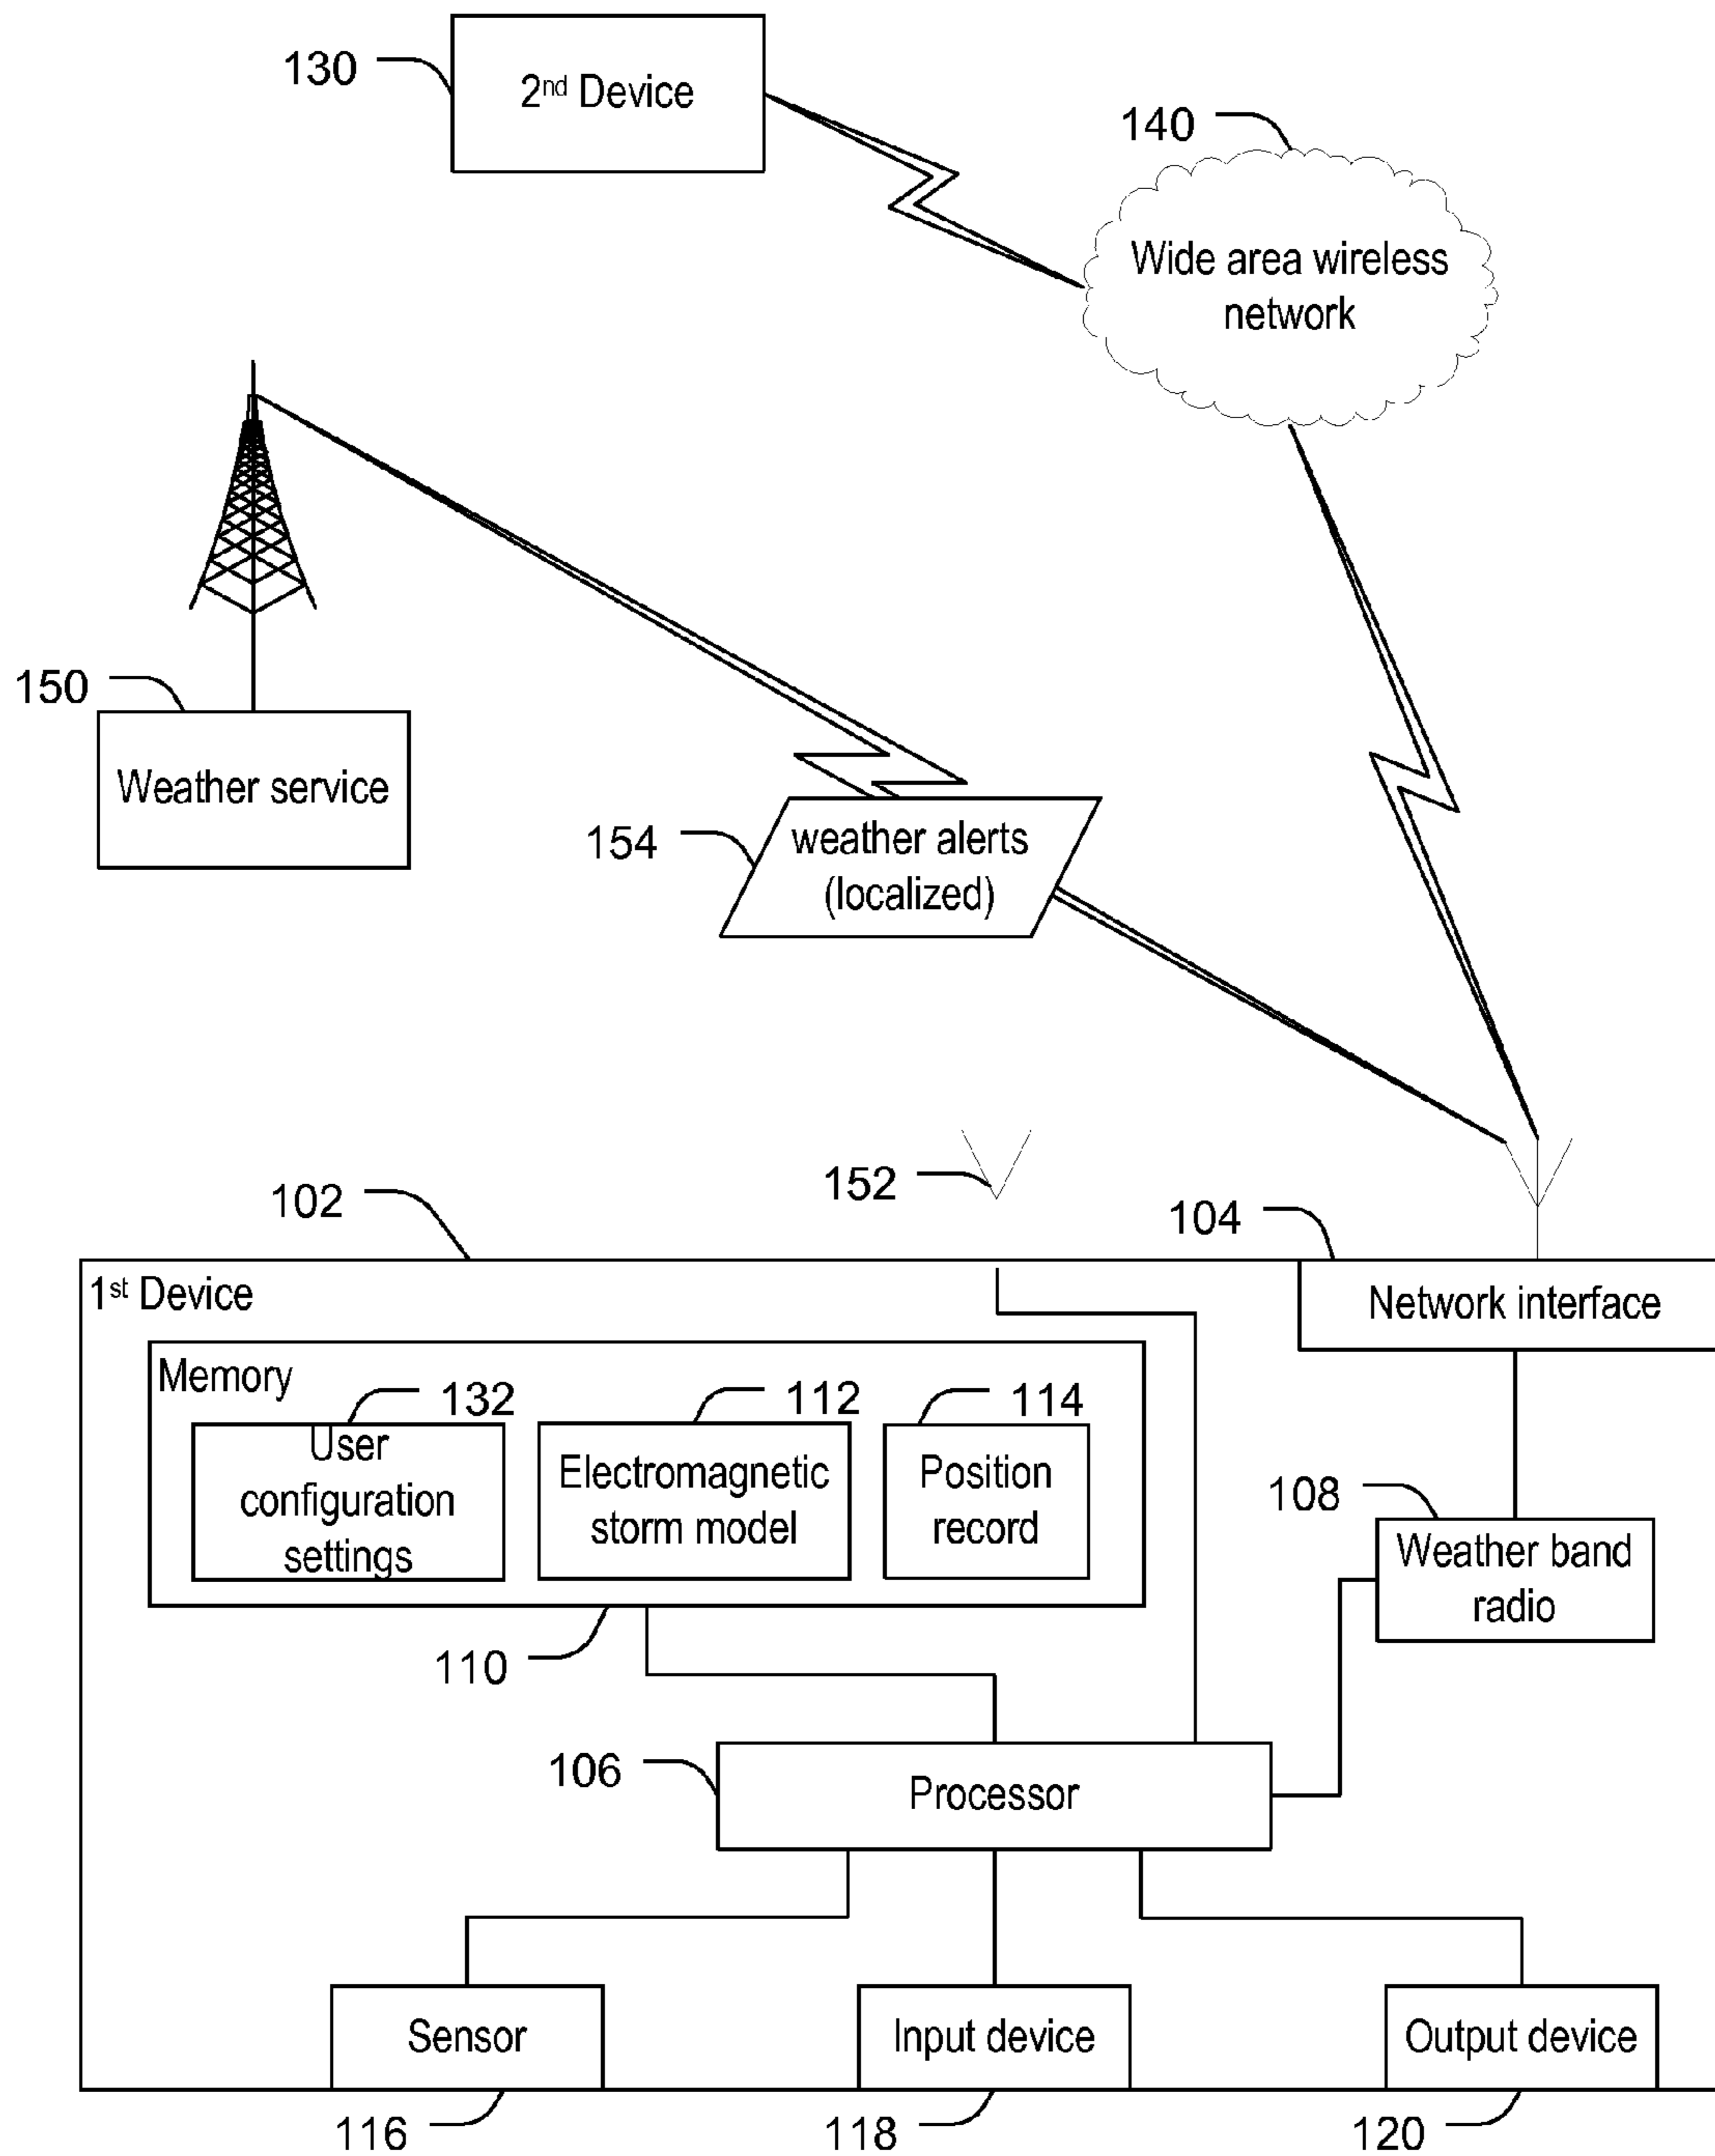 130
2nd Device
140
Wide area wireless
network
150
Weather service
154
weather alerts
(localized)
152
102
104
1st Device
Network interface
Memory
132
112
114
User
configuration
settings
Electromagnetic
storm model
Position
record
108
Weather band
radio
110
106
Processor
Sensor
Input device
Output device
116
118
120